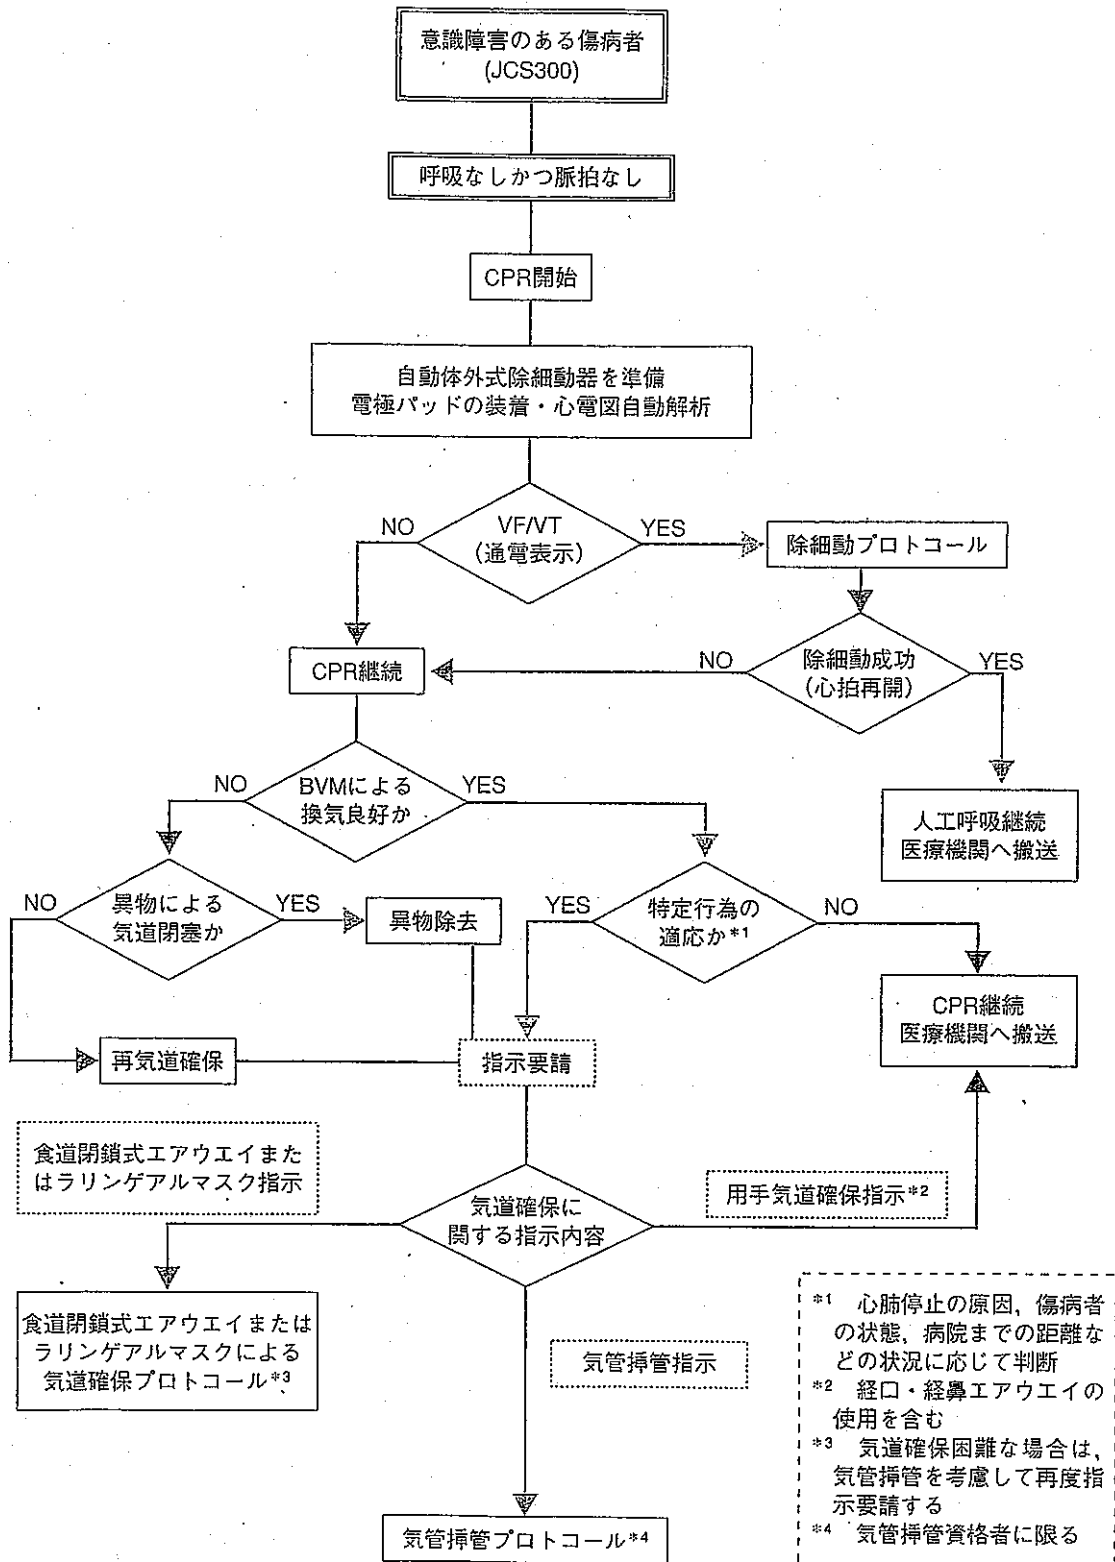 意識障害のある傷病者
(JCS300)
呼吸なしかつ脈拍なし
CPR開始
自動体外式除細動器を準備
電極パッドの装着・心電図自動解析
NO
VF/VT
(通電表示)
YES
除細動プロトコール
CPR継続
NO
除細動成功
(心拍再開)
YES
NO
BVMによる
換気良好か
YES
人工呼吸継続
医療機関へ搬送
NO
異物による
気道閉塞か
YES
異物除去
YES
特定行為の
適応か*1
NO
CPR継続
医療機関へ搬送
再気道確保
指示要請
食道閉鎖式エアウエイまた
はラリンゲアルマスク指示
気道確保に
関する指示内容
用手気道確保指示*2
食道閉鎖式エアウエイまたは
ラリンゲアルマスクによる
気道確保プロトコール*3
気管挿管指示
*1 心肺停止の原因，傷病者
の状態，病院までの距離な
どの状況に応じて判断
*2 経口・経鼻エアウエイの
使用を含む
*3 気道確保困難な場合は，
気管挿管を考慮して再度指
示要請する
*4 気管挿管資格者に限る
気管挿管プロトコール*4